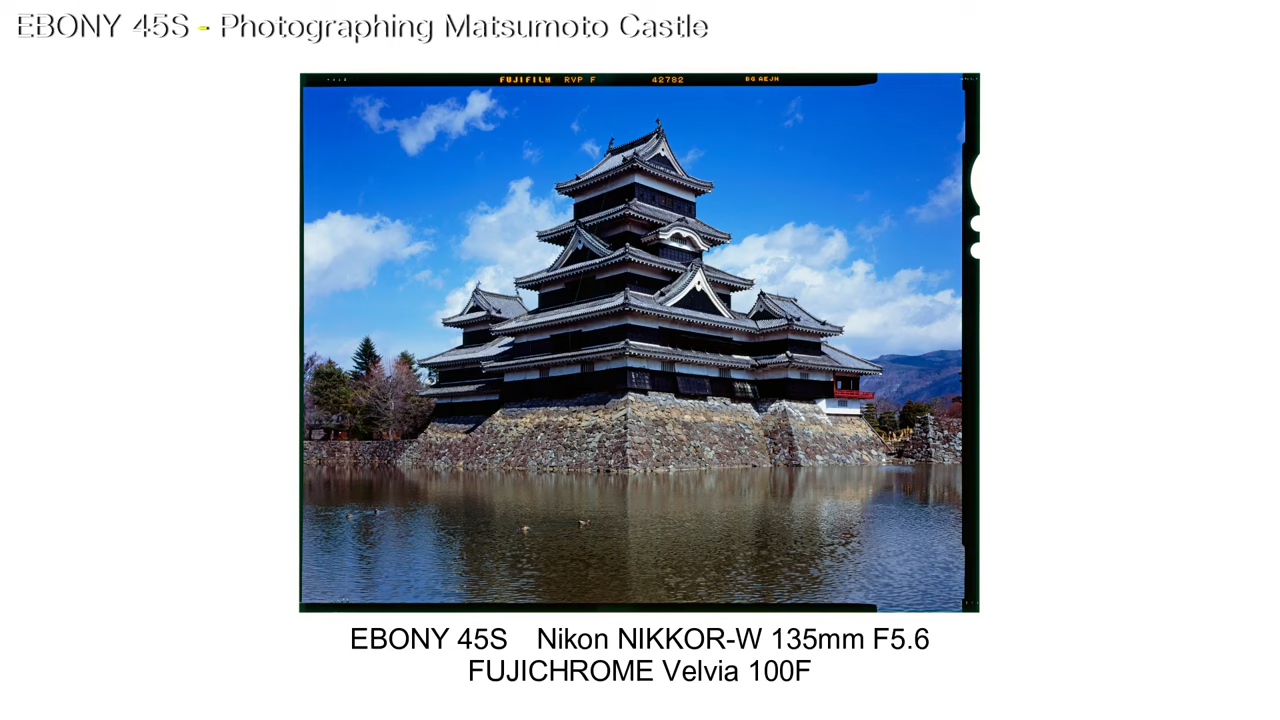 EBONY 45S - Photographing Matsumoto Castle
FUJIFILM RVP F 42782
EBONY 45S Nikon NIKKOR-W 135mm F5.6
FUJICHROME Velvia 100F